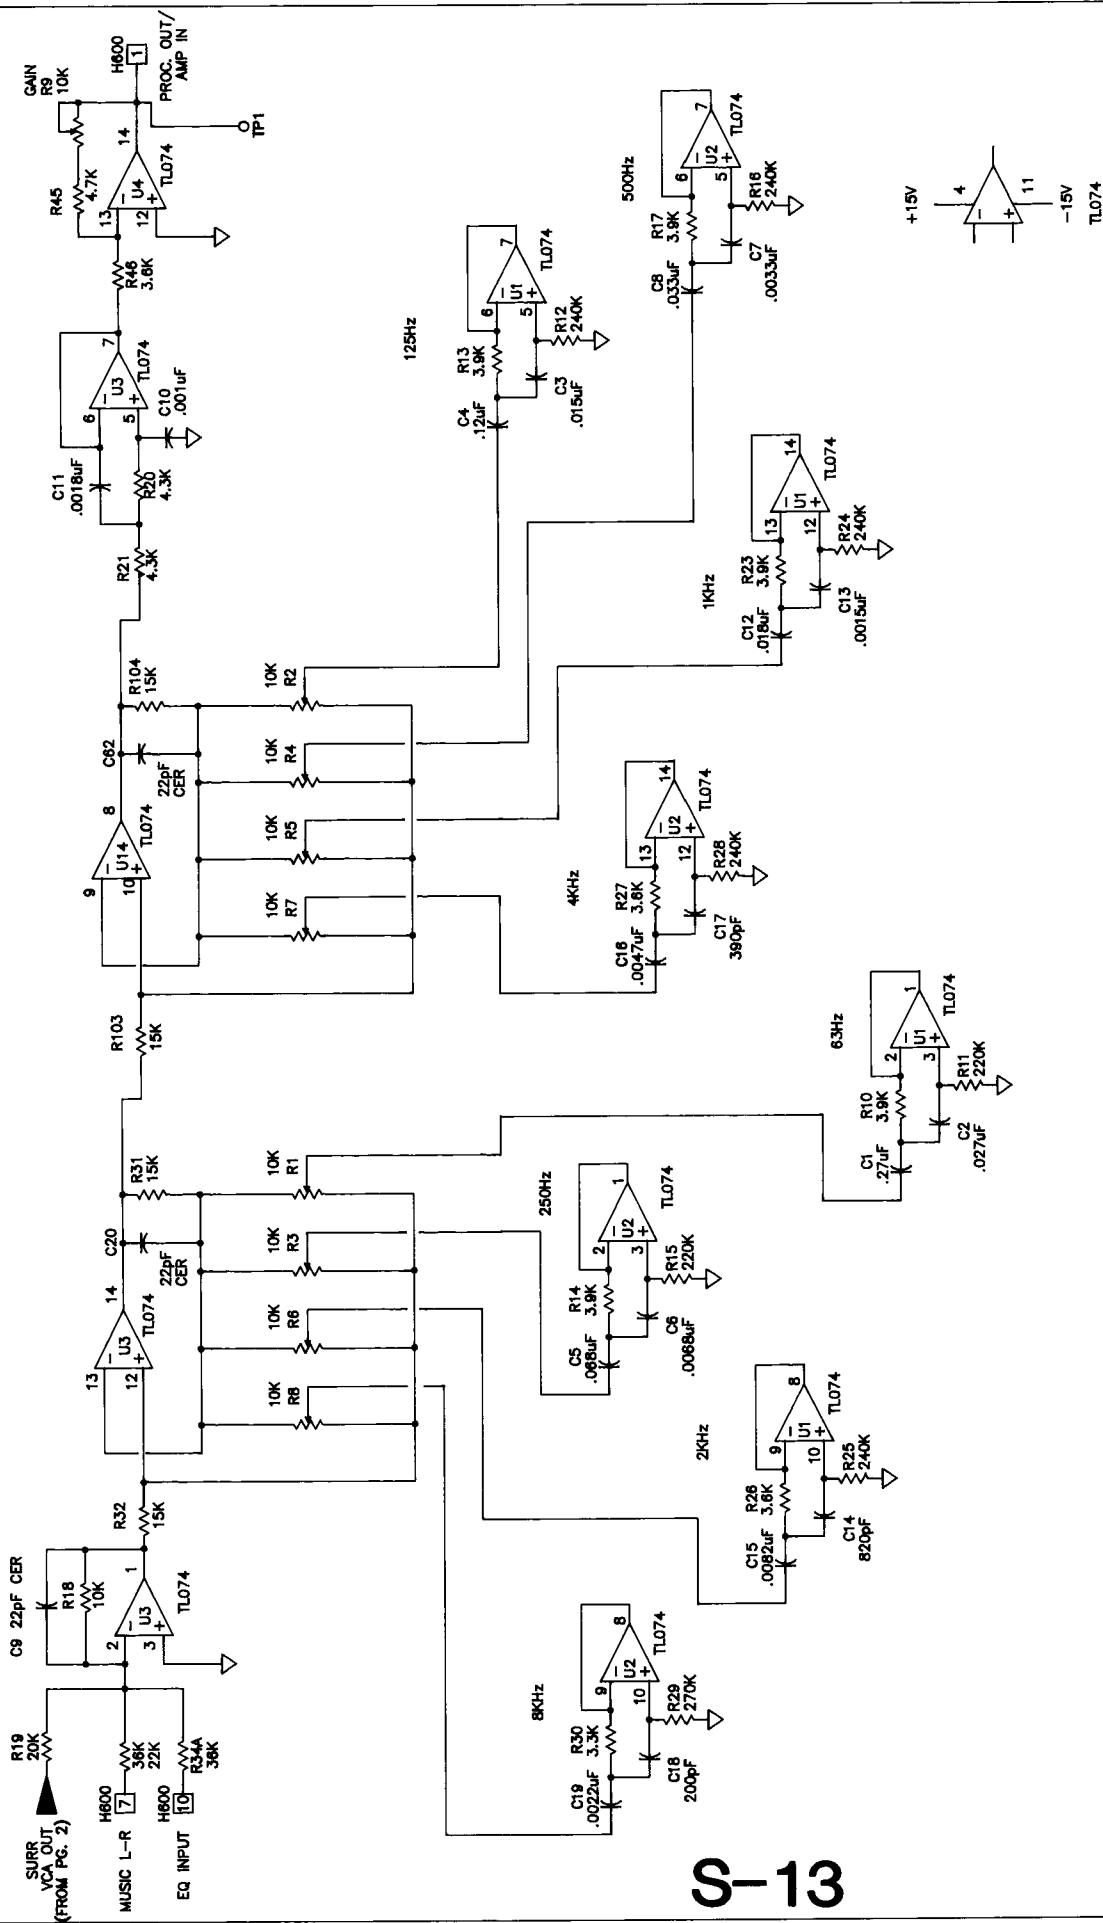 SURR
VCA OUT
(FROM PG. 2)
R19
20K
H600
7
MUSIC L-R
36K
22K
H600
10
EQ INPUT
R34A
36K
C9 22pF CER
R18
10K
2
3
1
U3
TL074
R32
15K
13
12
14
U3
TL074
C20
22pF
CER
R31
15K
10K
R8
10K
R6
10K
R3
10K
R1
R103
15K
9
10
8
U14
TL074
C62
22pF
CER
R104
15K
10K
R7
10K
R5
10K
R4
10K
R2
R21
4.3K
R20
4.3K
C11
.0018uF
6
5
7
U3
TL074
C10
.001uF
R46
3.6K
R45
4.7K
GAIN
R9
10K
13
12
14
U4
TL074
H600
1
PROC. OUT/
AMP IN
TP1
8KHz
C19
.0022uF
R30
3.3K
9
10
8
U2
TL074
C18
200pF
R29
270K
2KHz
C15
.0082uF
R26
3.6K
9
10
8
U1
TL074
C14
820pF
R25
240K
250Hz
C5
.068uF
R14
3.9K
2
3
1
U2
TL074
C6
.0068uF
R15
220K
63Hz
C1
.27uF
R10
3.9K
2
3
1
U1
TL074
C2
.027uF
R11
220K
4KHz
C16
.0047uF
R27
3.6K
13
12
14
U2
TL074
C17
390pF
R28
240K
1KHz
C12
.018uF
R23
3.9K
13
12
14
U1
TL074
C13
.0015uF
R24
240K
125Hz
C4
.12uF
R13
3.9K
6
5
7
U1
TL074
C3
.015uF
R12
240K
500Hz
C8
.033uF
R17
3.9K
6
5
7
U2
TL074
C7
.0033uF
R16
240K
+15V
4
11
-15V
TL074
S-13